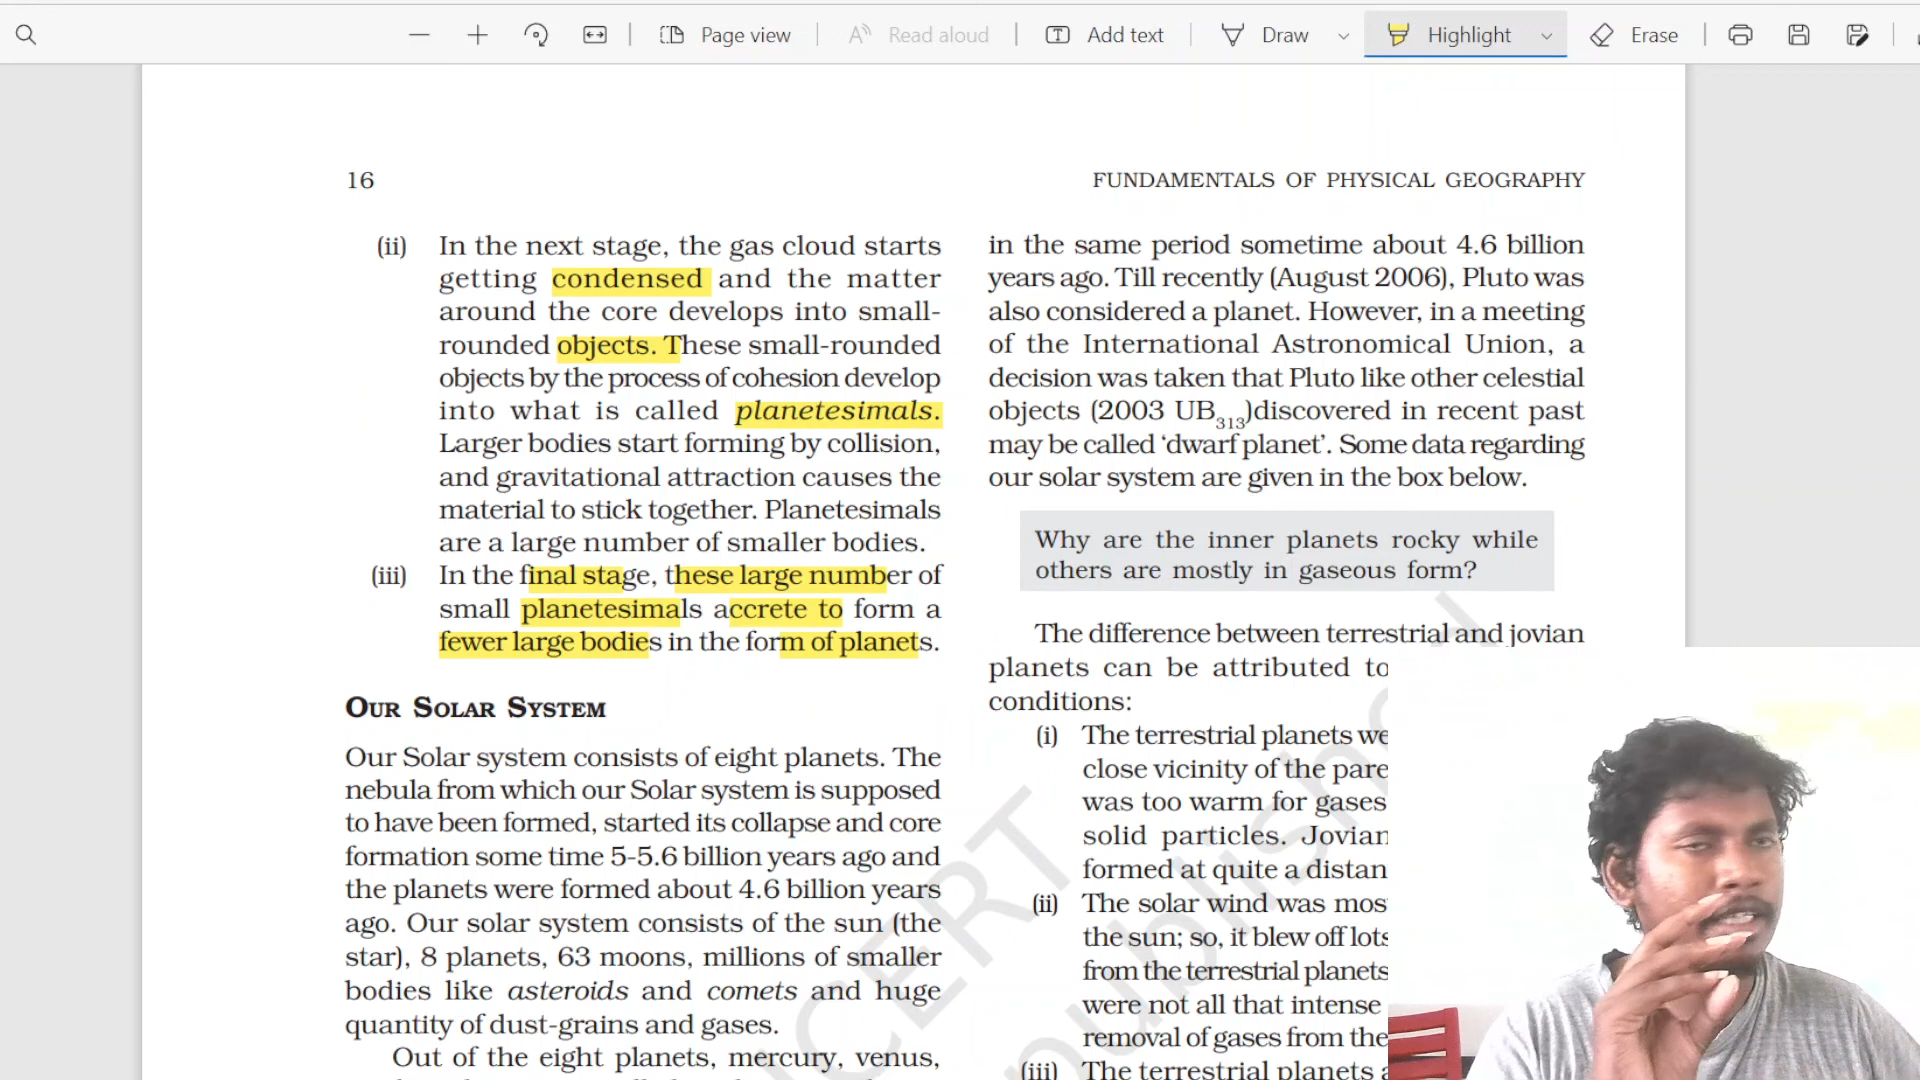 Page view
Read aloud
Add text
Draw
Highlight
Erase
16
FUNDAMENTALS OF PHYSICAL GEOGRAPHY
(ii) In the next stage, the gas cloud starts
getting condensed and the matter
around the core develops into small-
rounded objects. These small-rounded
objects by the process of cohesion develop
into what is called planetesimals.
Larger bodies start forming by collision,
and gravitational attraction causes the
material to stick together. Planetesimals
are a large number of smaller bodies.
(iii) In the final stage, these large number of
small planetesimals accrete to form a
fewer large bodies in the form of planets.
OUR SOLAR SYSTEM
Our Solar system consists of eight planets. The
nebula from which our Solar system is supposed
to have been formed, started its collapse and core
formation some time 5-5.6 billion years ago and
the planets were formed about 4.6 billion years
ago. Our solar system consists of the sun (the
star), 8 planets, 63 moons, millions of smaller
bodies like asteroids and comets and huge
quantity of dust-grains and gases.
Out of the eight planets, mercury, venus,
in the same period sometime about 4.6 billion
years ago. Till recently (August 2006), Pluto was
also considered a planet. However, in a meeting
of the International Astronomical Union, a
decision was taken that Pluto like other celestial
objects (2003 UB313)discovered in recent past
may be called ‘dwarf planet’. Some data regarding
our solar system are given in the box below.
Why are the inner planets rocky while
others are mostly in gaseous form?
The difference between terrestrial and jovian
planets can be attributed to
conditions:
(i) The terrestrial planets we
close vicinity of the pare
was too warm for gases
solid particles. Jovian
formed at quite a distan
(ii) The solar wind was mos
the sun; so, it blew off lots
from the terrestrial planets
were not all that intense
removal of gases from the
(iii) The terrestrial planets